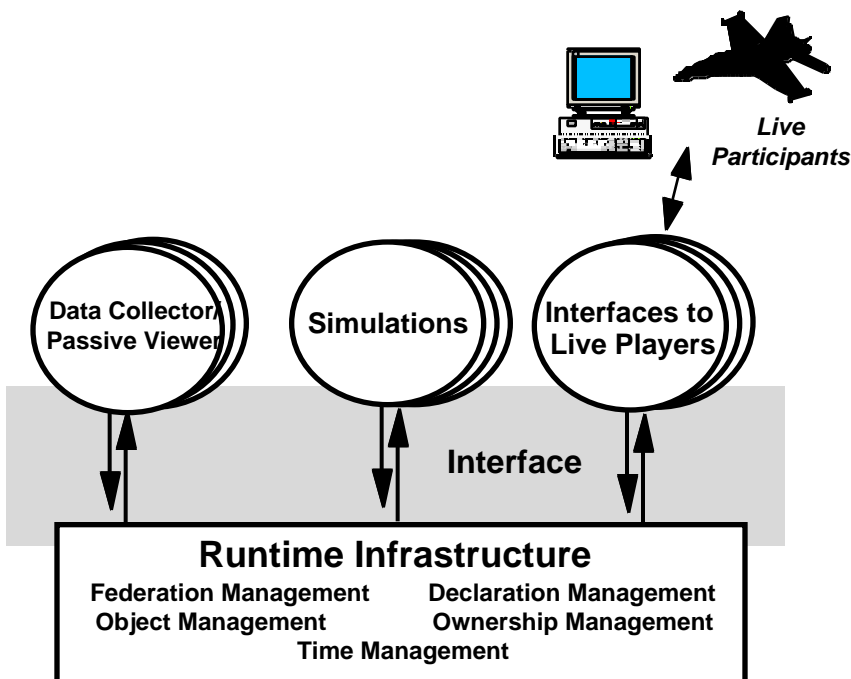 Live
Participants
Data Collector/
Passive Viewer
Simulations
Interfaces to
Live Players
Interface
Runtime Infrastructure
Federation Management Declaration Management
Object Management Ownership Management
Time Management